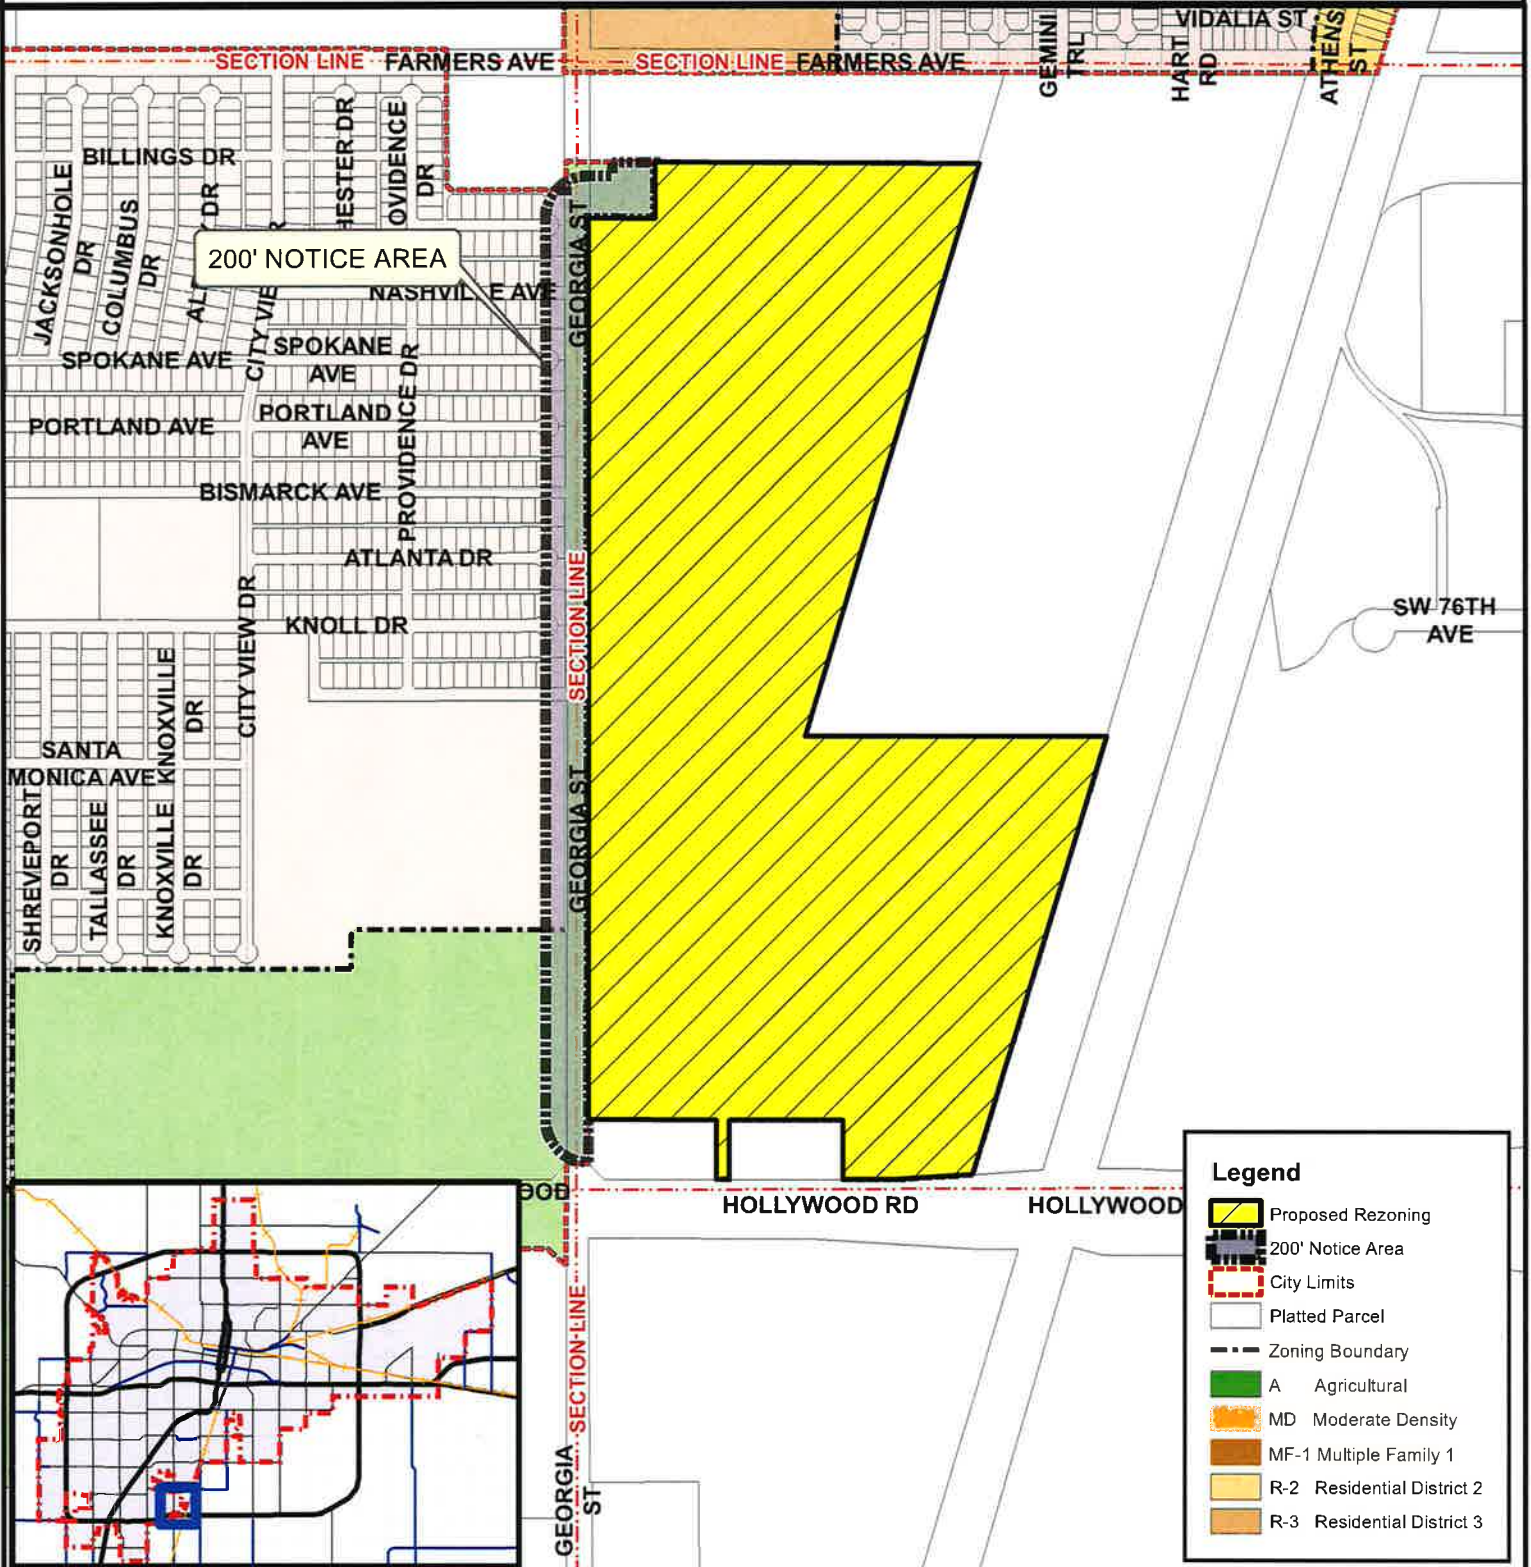 VIDALIA ST
SECTION LINE
FARMERS AVE
SECTION LINE
FARMERS AVE
GEMINI
TRL
HART
RD
ATHENS
ST
BILLINGS DR
JACKSONHOLE
DR
COLUMBUS
DR
DR
HESTER DR
OVIDENCE
DR
200' NOTICE AREA
GEORGIA ST
NASHVILLE AVE
SPOKANE AVE
CITY VIE
SPOKANE
AVE
PROVIDENCE DR
PORTLAND AVE
PORTLAND
AVE
BISMARCK AVE
ATLANTA DR
SECTION LINE
KNOLL DR
CITY VIEW DR
SW 76TH
AVE
KNOXVILLE
DR
SANTA
MONICA AVE
SHREVEPORT
DR
TALLASSEE
DR
KNOXVILLE
DR
GEORGIA ST
OOD
HOLLYWOOD RD
HOLLYWOOD
SECTION LINE
GEORGIA
ST
Legend
Proposed Rezoning
200' Notice Area
City Limits
Platted Parcel
Zoning Boundary
A Agricultural
MD Moderate Density
MF-1 Multiple Family 1
R-2 Residential District 2
R-3 Residential District 3